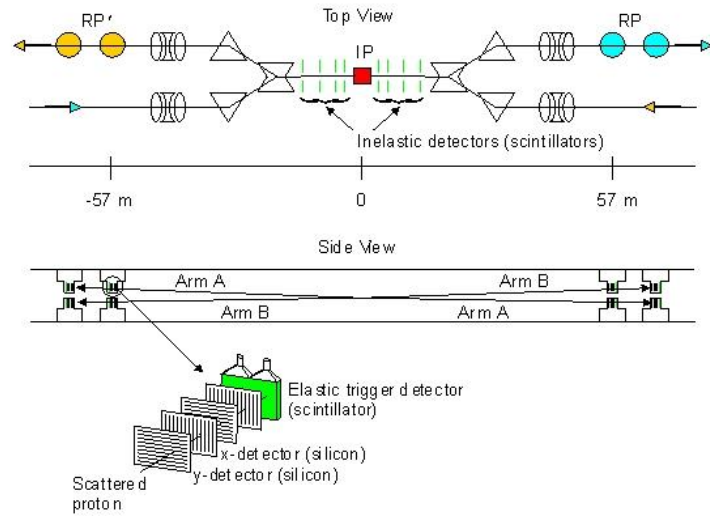 Top View
RP'
IP
RP
Inelastic detectors (scintillators)
-57 m
0
57 m
Side View
Arm A
Arm B
Arm B
Arm A
Elastic trigger detector
(scintillator)
x-detector (silicon)
y-detector (silicon)
Scattered
proton